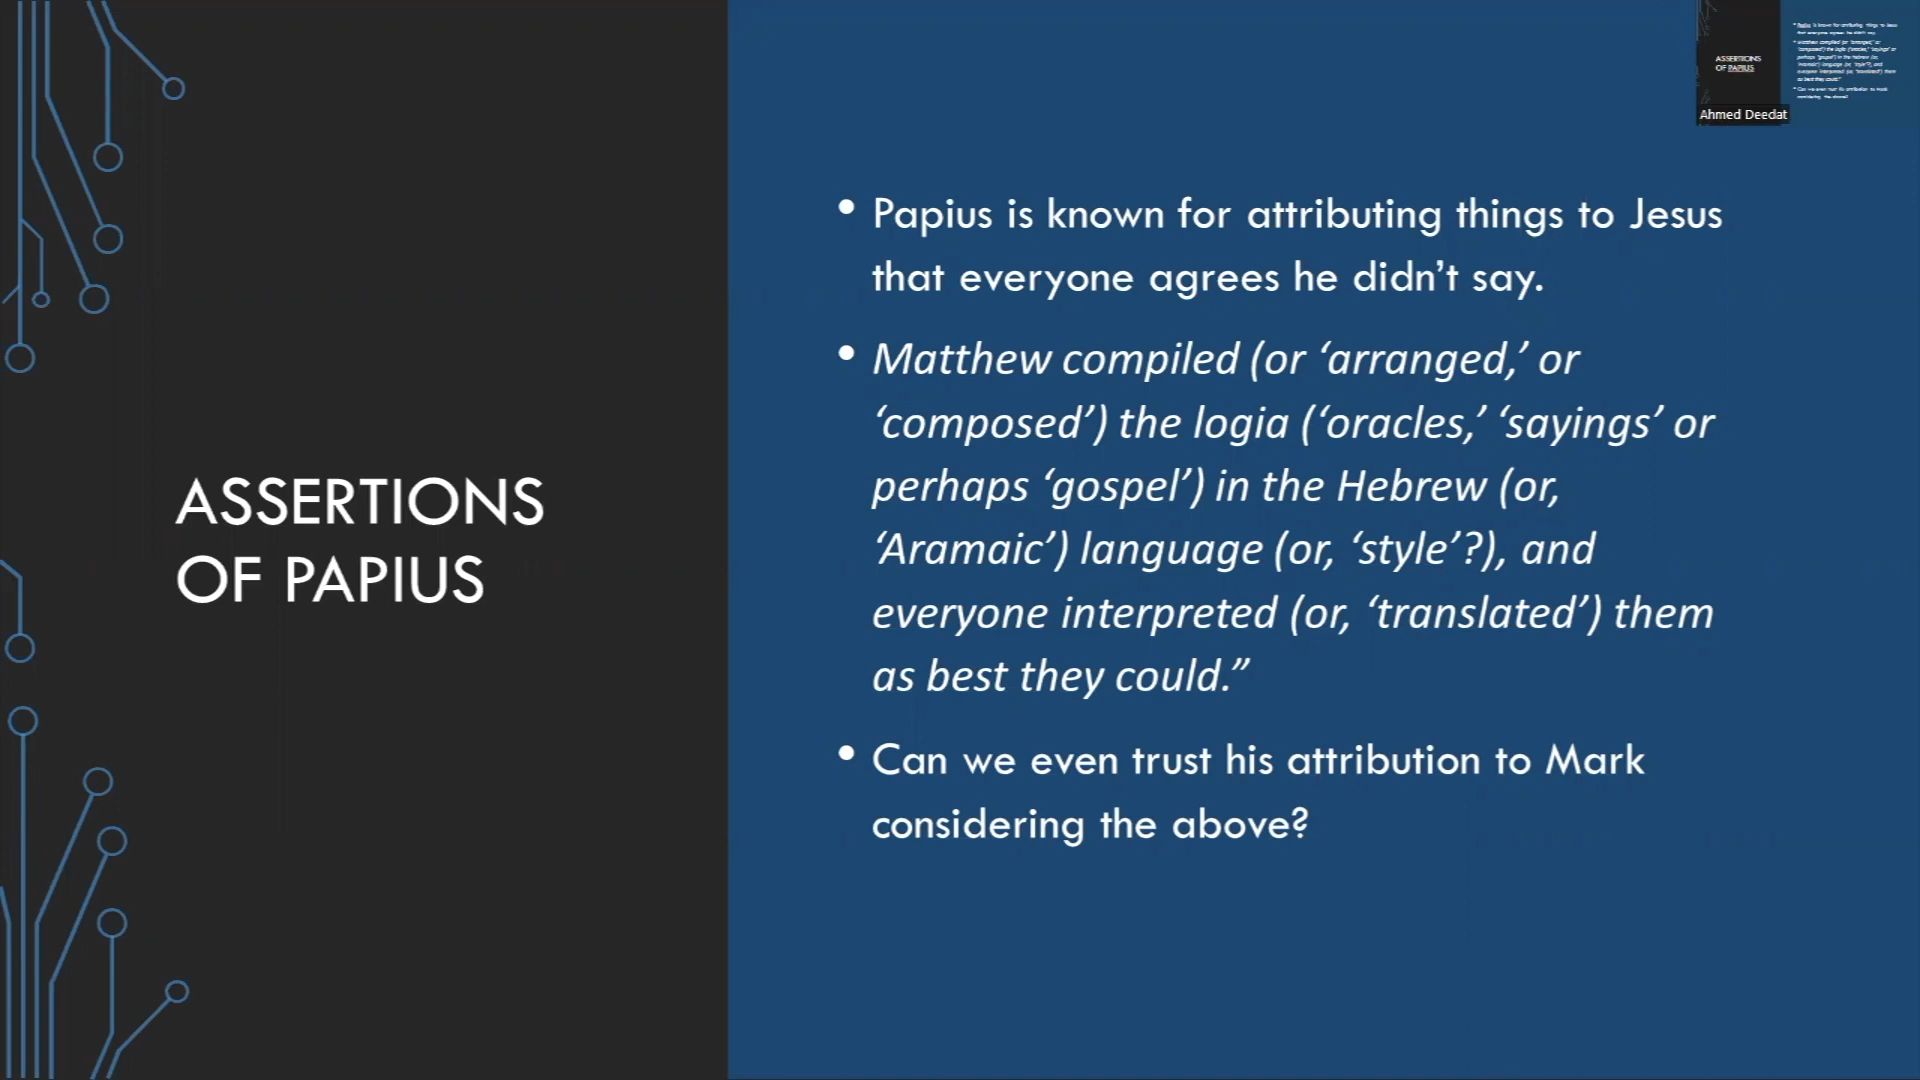 ASSERTIONS
OF PAPIUS
• Papius is known for attributing things to Jesus
that everyone agrees he didn’t say.
• Matthew compiled (or ‘arranged,’ or
‘composed’) the logia (‘oracles,’ ‘sayings’ or
perhaps ‘gospel’) in the Hebrew (or,
‘Aramaic’) language (or, ‘style’?), and
everyone interpreted (or, ‘translated’) them
as best they could.”
• Can we even trust his attribution to Mark
considering the above?
ASSERTIONS
OF PAPIUS
Ahmed Deedat